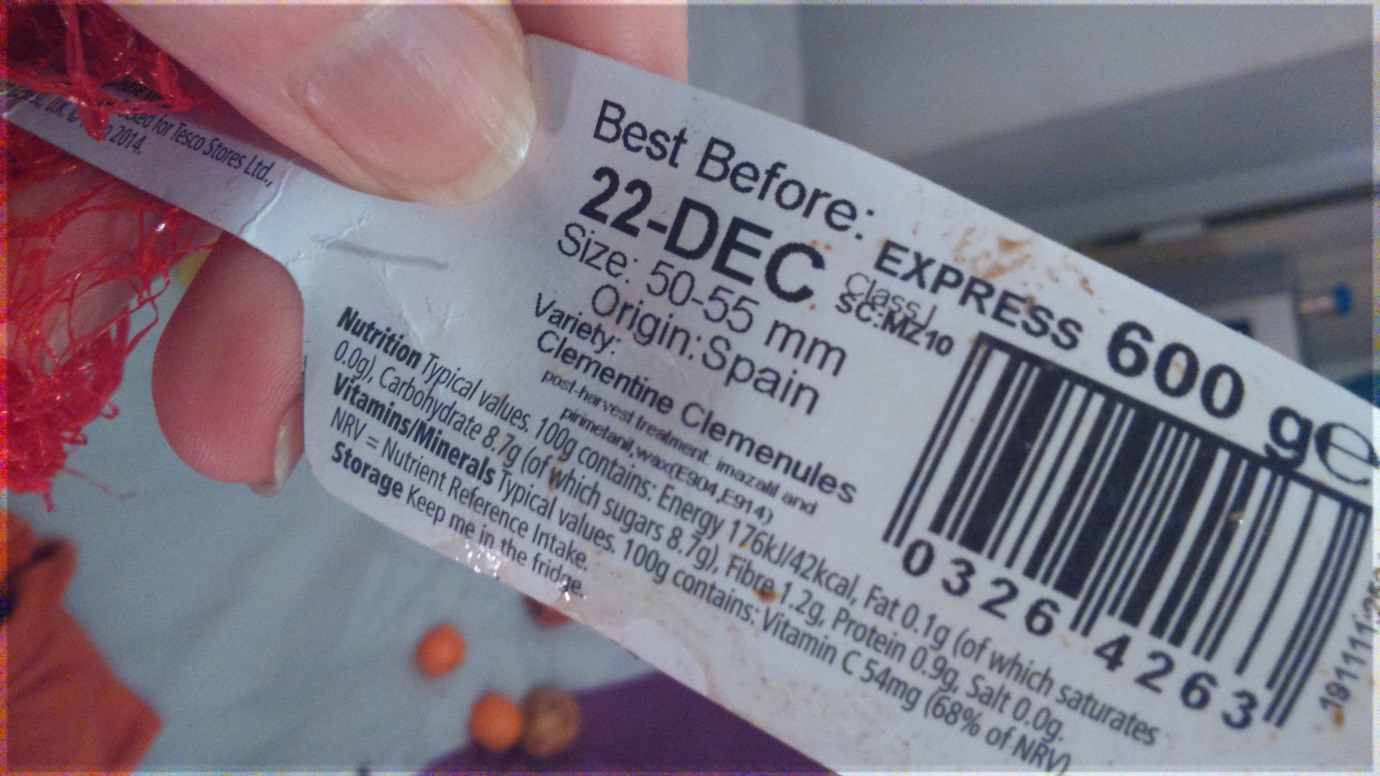 ked for Tesco Stores Ltd.,
2014.
Best Before:
22-DEC
Size: 50-55 mm
Origin:Spain
Variety:
Clementine Clemenules
post-harvest treatment: imazalil and
pirimetanil,wax(E904,E914)
EXPRESS 600 ge
Class I
SC:MZ10
0326 4263
Nutrition Typical values, 100g contains: Energy 176kJ/42kcal, Fat 0.1g (of which saturates
0.0g), Carbohydrate 8.7g (of which sugars 8.7g), Fibre 1.2g, Protein 0.9g, Salt 0.0g.
Vitamins/Minerals Typical values. 100g contains: Vitamin C 54mg (68% of NRV)
NRV = Nutrient Reference Intake.
Storage Keep me in the fridge.